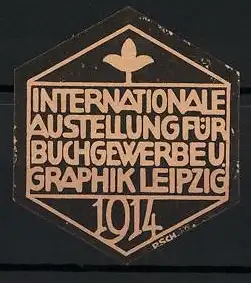 INTERNATIONALE
AUSTELLUNG FÜR
BUCHGEWERBE U.
GRAPHIK LEIPZIG
1914
P.SCH.